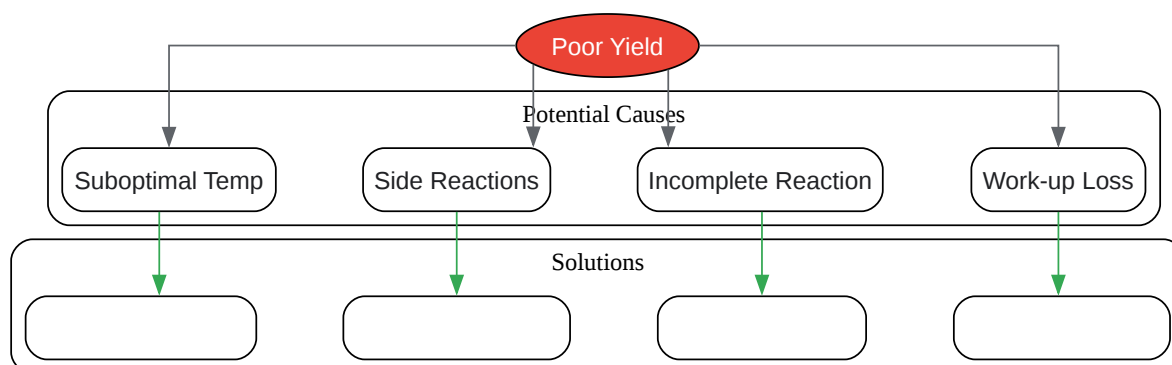 Poor Yield
Potential Causes
Suboptimal Temp
Side Reactions
Incomplete Reaction
Work-up Loss
Solutions